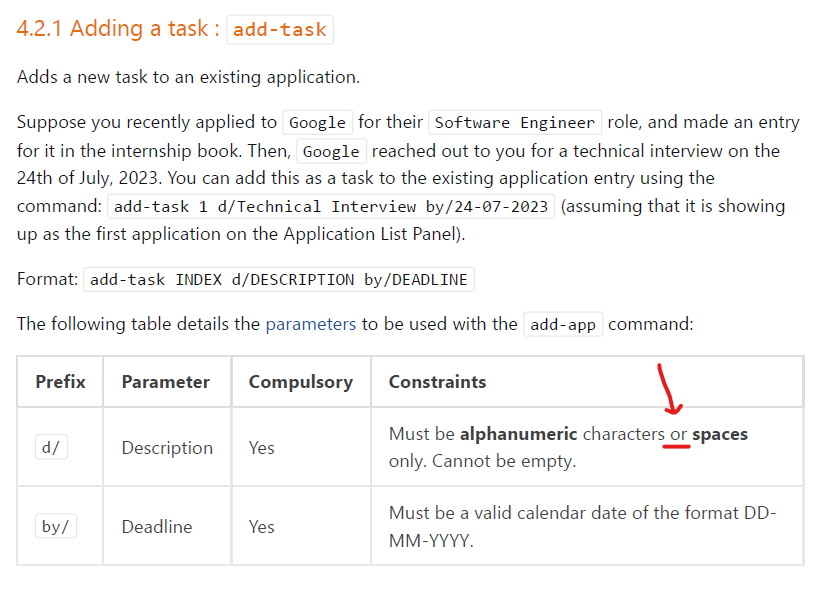 4.2.1 Adding a task : add-task
Adds a new task to an existing application.
Suppose you recently applied to Google for their Software Engineer role, and made an entry
for it in the internship book. Then, Google reached out to you for a technical interview on the
24th of July, 2023. You can add this as a task to the existing application entry using the
command: add-task 1 d/Technical Interview by/24-07-2023 (assuming that it is showing
up as the first application on the Application List Panel).
Format: add-task INDEX d/DESCRIPTION by/DEADLINE
The following table details the parameters to be used with the add-app command:
Prefix Parameter Compulsory Constraints
d/ Description Yes Must be alphanumeric characters or spaces
only. Cannot be empty.
by/ Deadline Yes Must be a valid calendar date of the format DD-
MM-YYYY.